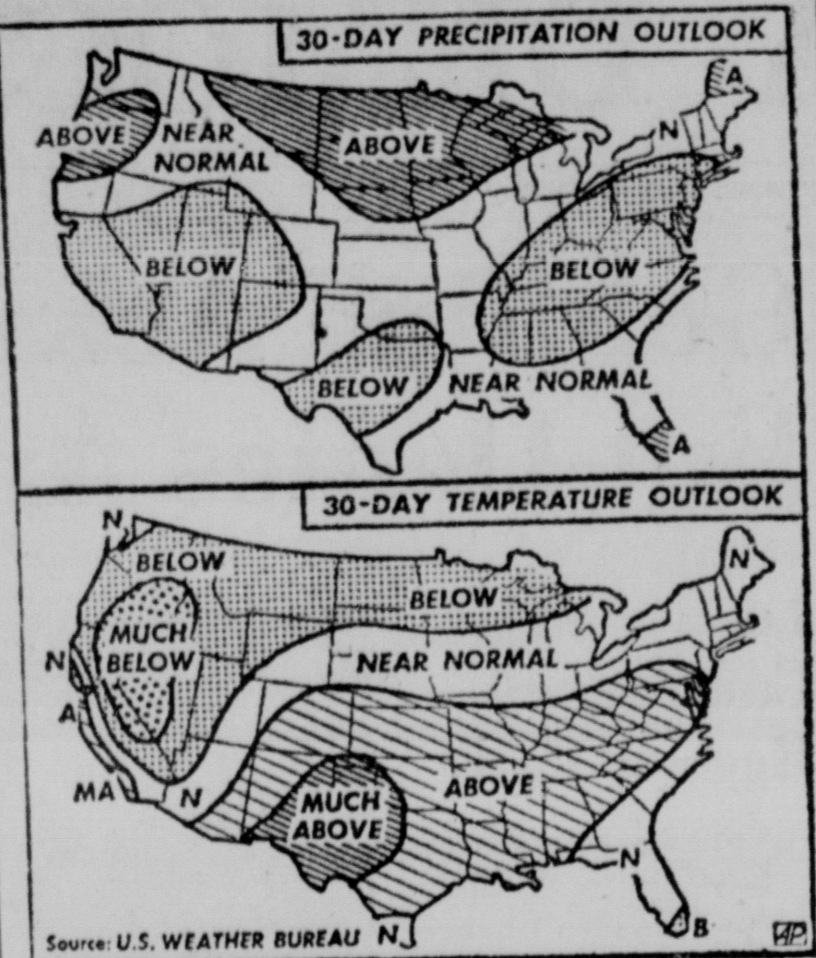 30-DAY PRECIPITATION OUTLOOK
A
ABOVE
NEAR
NORMAL
ABOVE
N
BELOW
BELOW
BELOW
NEAR NORMAL
A
30-DAY TEMPERATURE OUTLOOK
N
BELOW
N
BELOW
MUCH
BELOW
N
NEAR NORMAL
A
MA
N
MUCH
ABOVE
ABOVE
N
B
Source: U.S. WEATHER BUREAU
N
AP